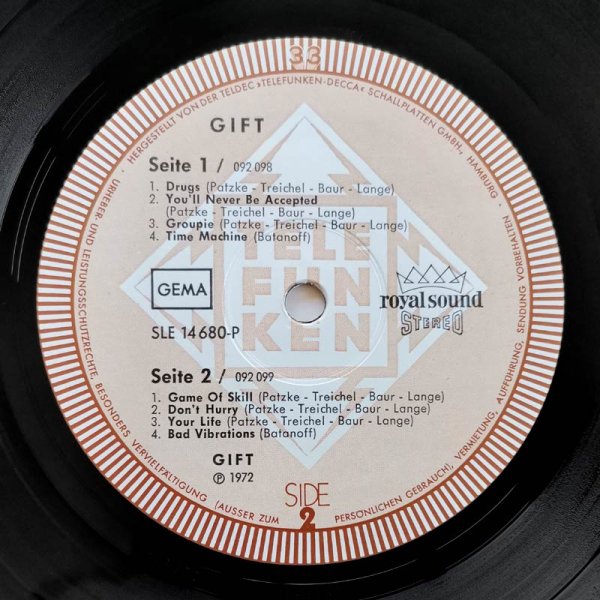 33
HERGESTELLT VON DER TELDEC »TELEFUNKEN-DECCA« SCHALLPLATTEN GMBH, HAMBURG ·
URHEBER- UND LEISTUNGSSCHUTZRECHTE, BESONDERS VERVIELFÄLTIGUNG (AUSSER ZUM PERSÖNLICHEN GEBRAUCH), VERMIETUNG, AUFFÜHRUNG, SENDUNG VORBEHALTEN ·
GIFT
Seite 1 / 092 098
1. Drugs (Patzke - Treichel - Baur - Lange)
2. You'll Never Be Accepted
(Patzke - Treichel - Baur - Lange)
3. Groupie (Patzke - Treichel - Baur - Lange)
4. Time Machine (Batanoff)
TELE
FUN
KEN
GEMA
royal sound
STEREO
SLE 14 680-P
Seite 2 / 092 099
1. Game Of Skill (Patzke - Treichel - Baur - Lange)
2. Don't Hurry (Patzke - Treichel - Baur - Lange)
3. Your Life (Patzke - Treichel - Baur - Lange)
4. Bad Vibrations (Batanoff)
GIFT
℗ 1972
SIDE
2